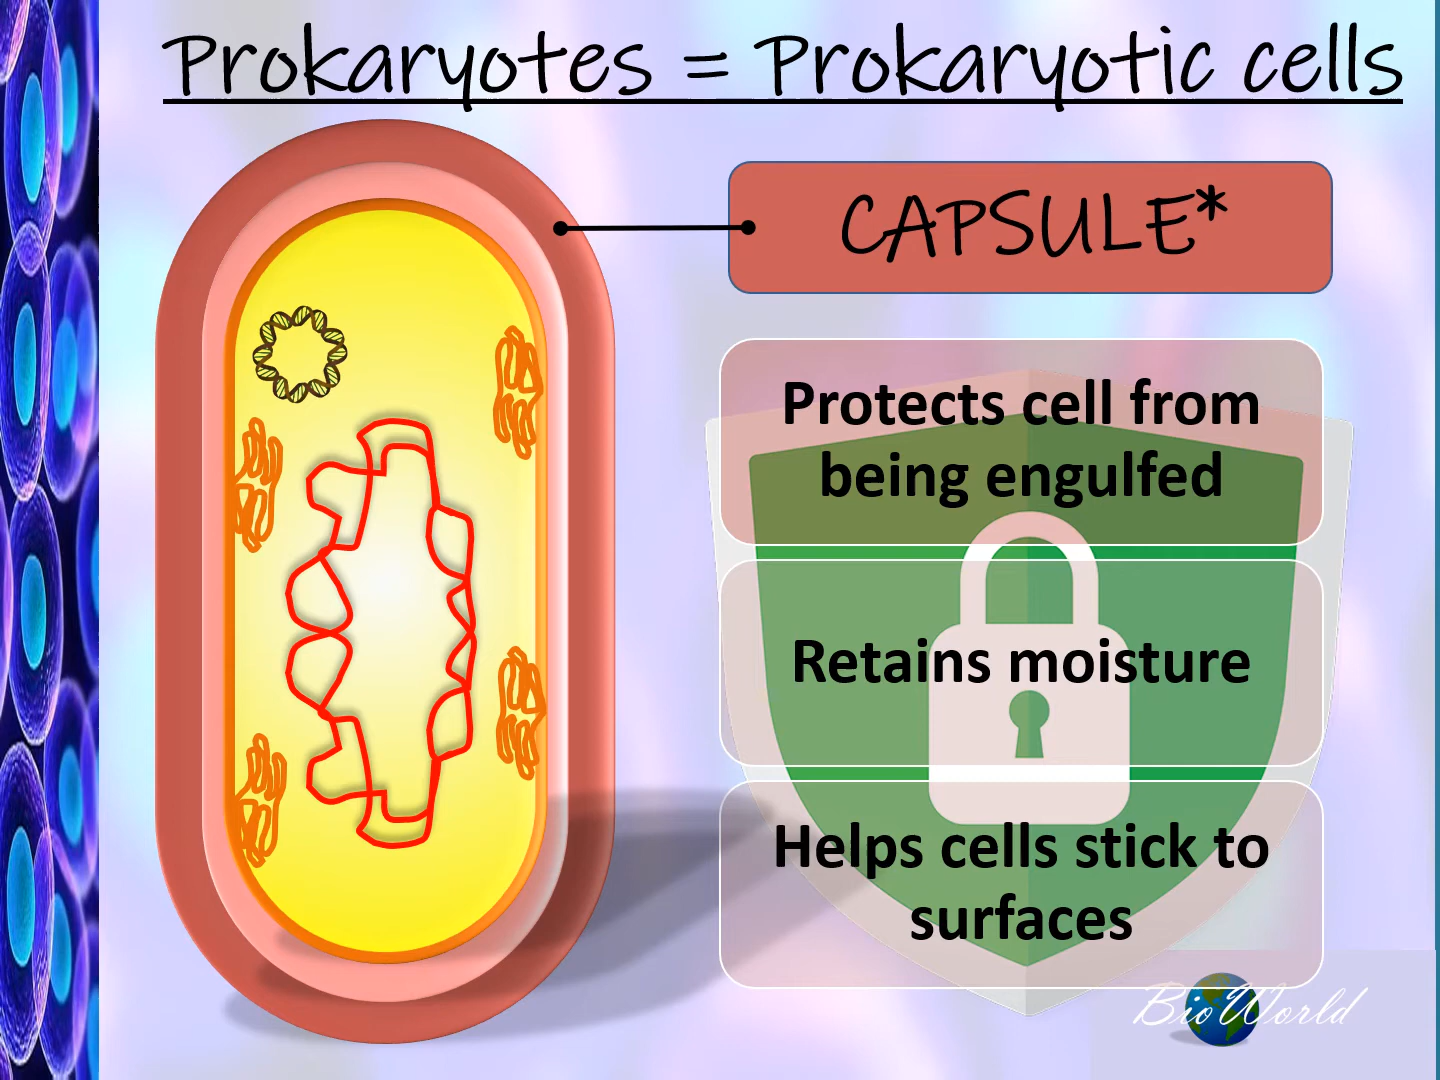 Prokaryotes = Prokaryotic cells
CAPSULE*
Protects cell from
being engulfed
Retains moisture
Helps cells stick to
surfaces
BioWorld